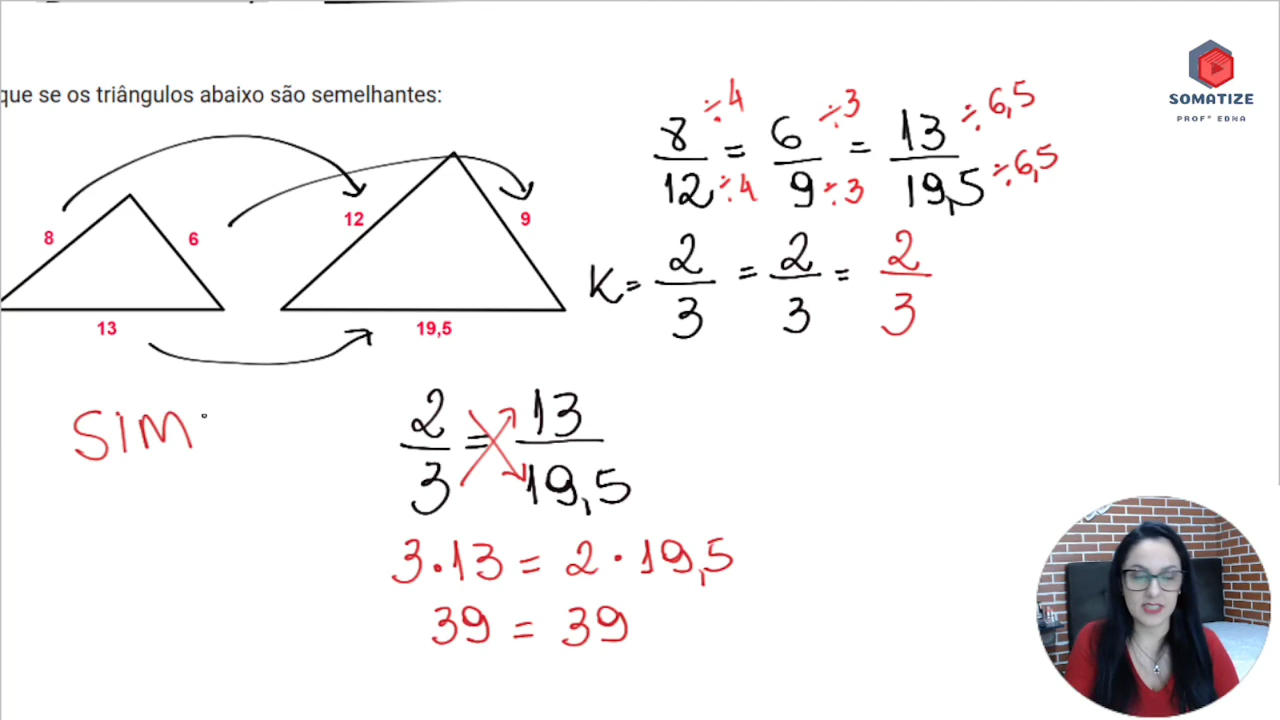 que se os triângulos abaixo são semelhantes:
SOMATIZE
PROFª EDNA
8/12 = 6/9 = 13/19,5
÷4 ÷3 ÷6,5
÷4 ÷3 ÷6,5
K = 2/3 = 2/3 = 2/3
8
6
13
12
9
19,5
SIM
2/3 = 13/19,5
3·13 = 2·19,5
39 = 39